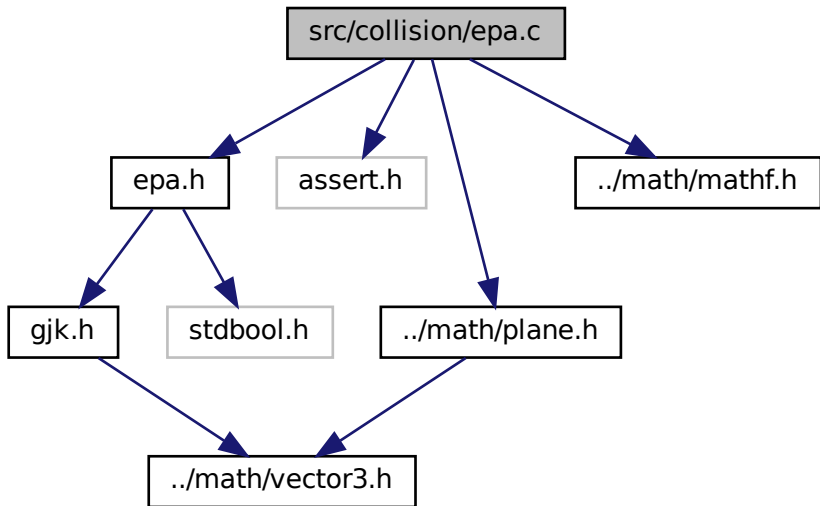 src/collision/epa.c
epa.h
assert.h
../math/mathf.h
gjk.h
stdbool.h
../math/plane.h
../math/vector3.h